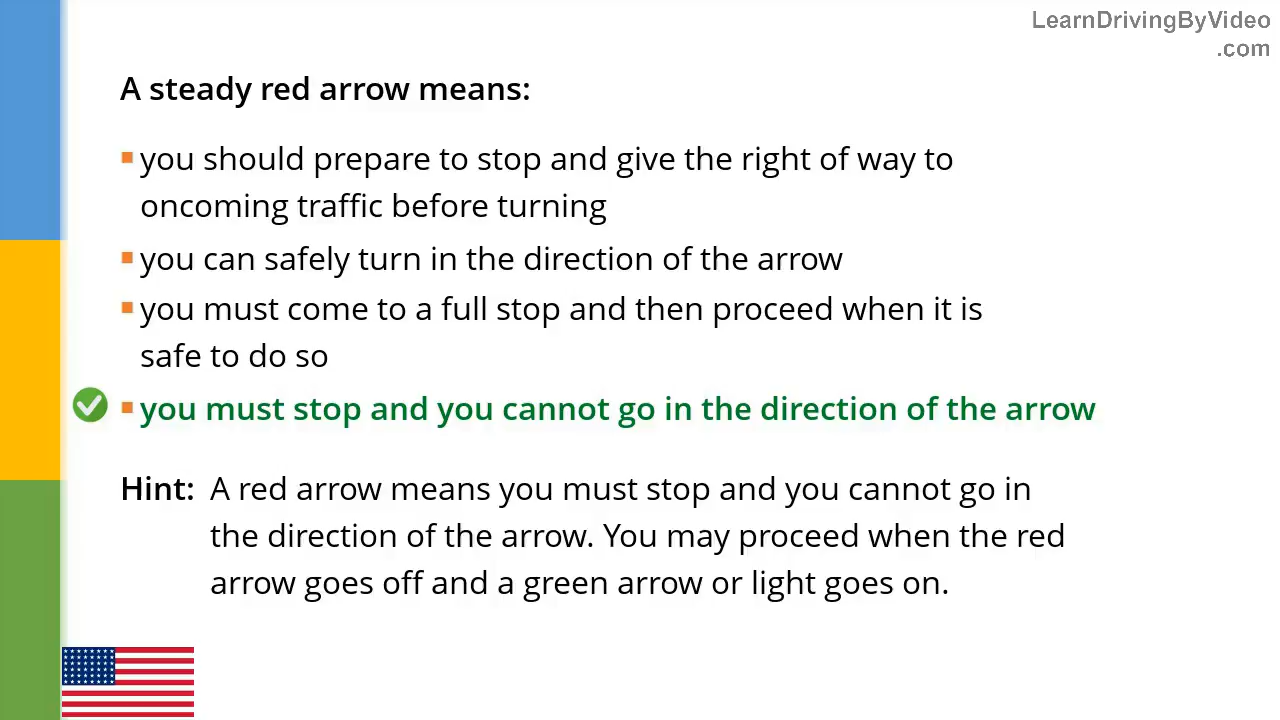 LearnDrivingByVideo
.com
A steady red arrow means:
you should prepare to stop and give the right of way to
oncoming traffic before turning
you can safely turn in the direction of the arrow
you must come to a full stop and then proceed when it is
safe to do so
you must stop and you cannot go in the direction of the arrow
Hint: A red arrow means you must stop and you cannot go in
the direction of the arrow. You may proceed when the red
arrow goes off and a green arrow or light goes on.